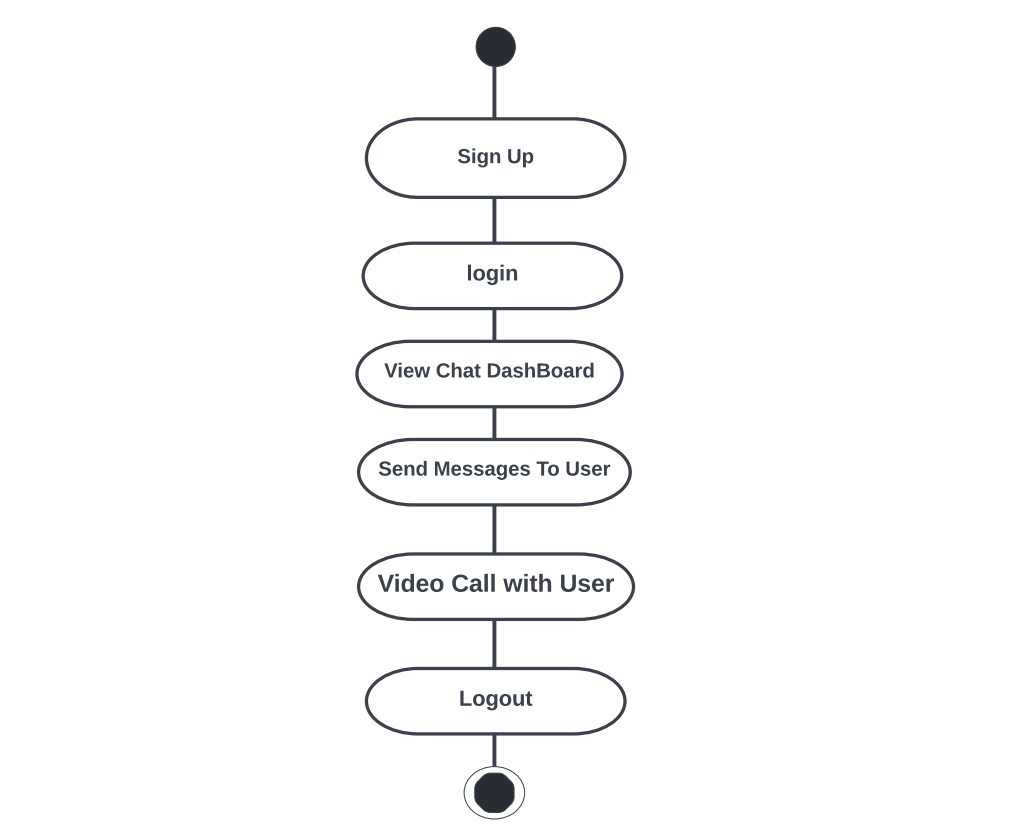 Sign Up
login
View Chat DashBoard
Send Messages To User
Video Call with User
Logout